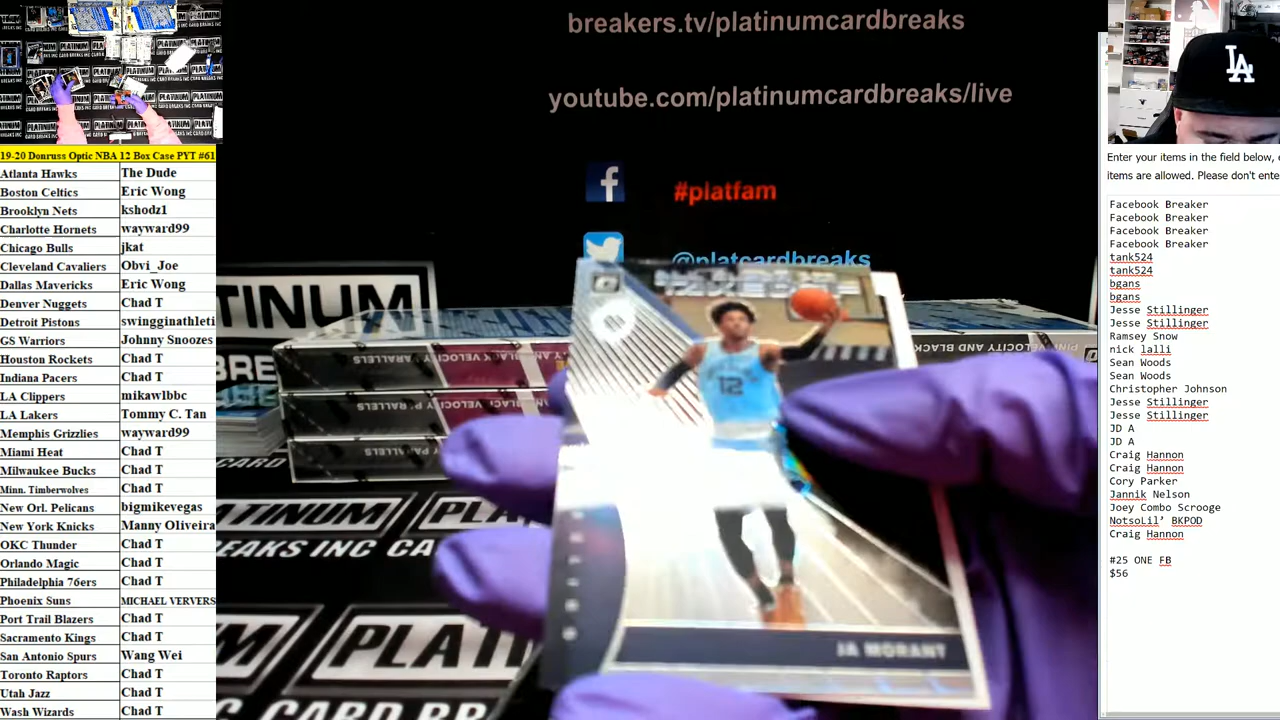 breakers.tv/platinumcardbreaks
youtube.com/platinumcardbreaks/live
#platfam
@platcardbreaks
19-20 Donruss Optic NBA 12 Box Case PYT #61
Atlanta Hawks The Dude
Boston Celtics Eric Wong
Brooklyn Nets kshodz1
Charlotte Hornets wayward99
Chicago Bulls jkat
Cleveland Cavaliers Obvi_Joe
Dallas Mavericks Eric Wong
Denver Nuggets Chad T
Detroit Pistons swingginathleti
GS Warriors Johnny Snoozes
Houston Rockets Chad T
Indiana Pacers Chad T
LA Clippers mikawlbbc
LA Lakers Tommy C. Tan
Memphis Grizzlies wayward99
Miami Heat Chad T
Milwaukee Bucks Chad T
Minn. Timberwolves Chad T
New Orl. Pelicans bigmikevegas
New York Knicks Manny Oliveira
OKC Thunder Chad T
Orlando Magic Chad T
Philadelphia 76ers Chad T
Phoenix Suns MICHAEL VERVERS
Port Trail Blazers Chad T
Sacramento Kings Chad T
San Antonio Spurs Wang Wei
Toronto Raptors Chad T
Utah Jazz Chad T
Wash Wizards Chad T
12
JA MORANT
LA
Enter your items in the field below,
items are allowed. Please don't ente
Facebook Breaker
Facebook Breaker
Facebook Breaker
Facebook Breaker
tank524
tank524
bgans
bgans
Jesse Stillinger
Jesse Stillinger
Ramsey Snow
nick lalli
Sean Woods
Sean Woods
Christopher Johnson
Jesse Stillinger
Jesse Stillinger
JD A
JD A
Craig Hannon
Craig Hannon
Cory Parker
Jannik Nelson
Joey Combo Scrooge
NotsoLil’ BKPOD
Craig Hannon
#25 ONE FB
$56